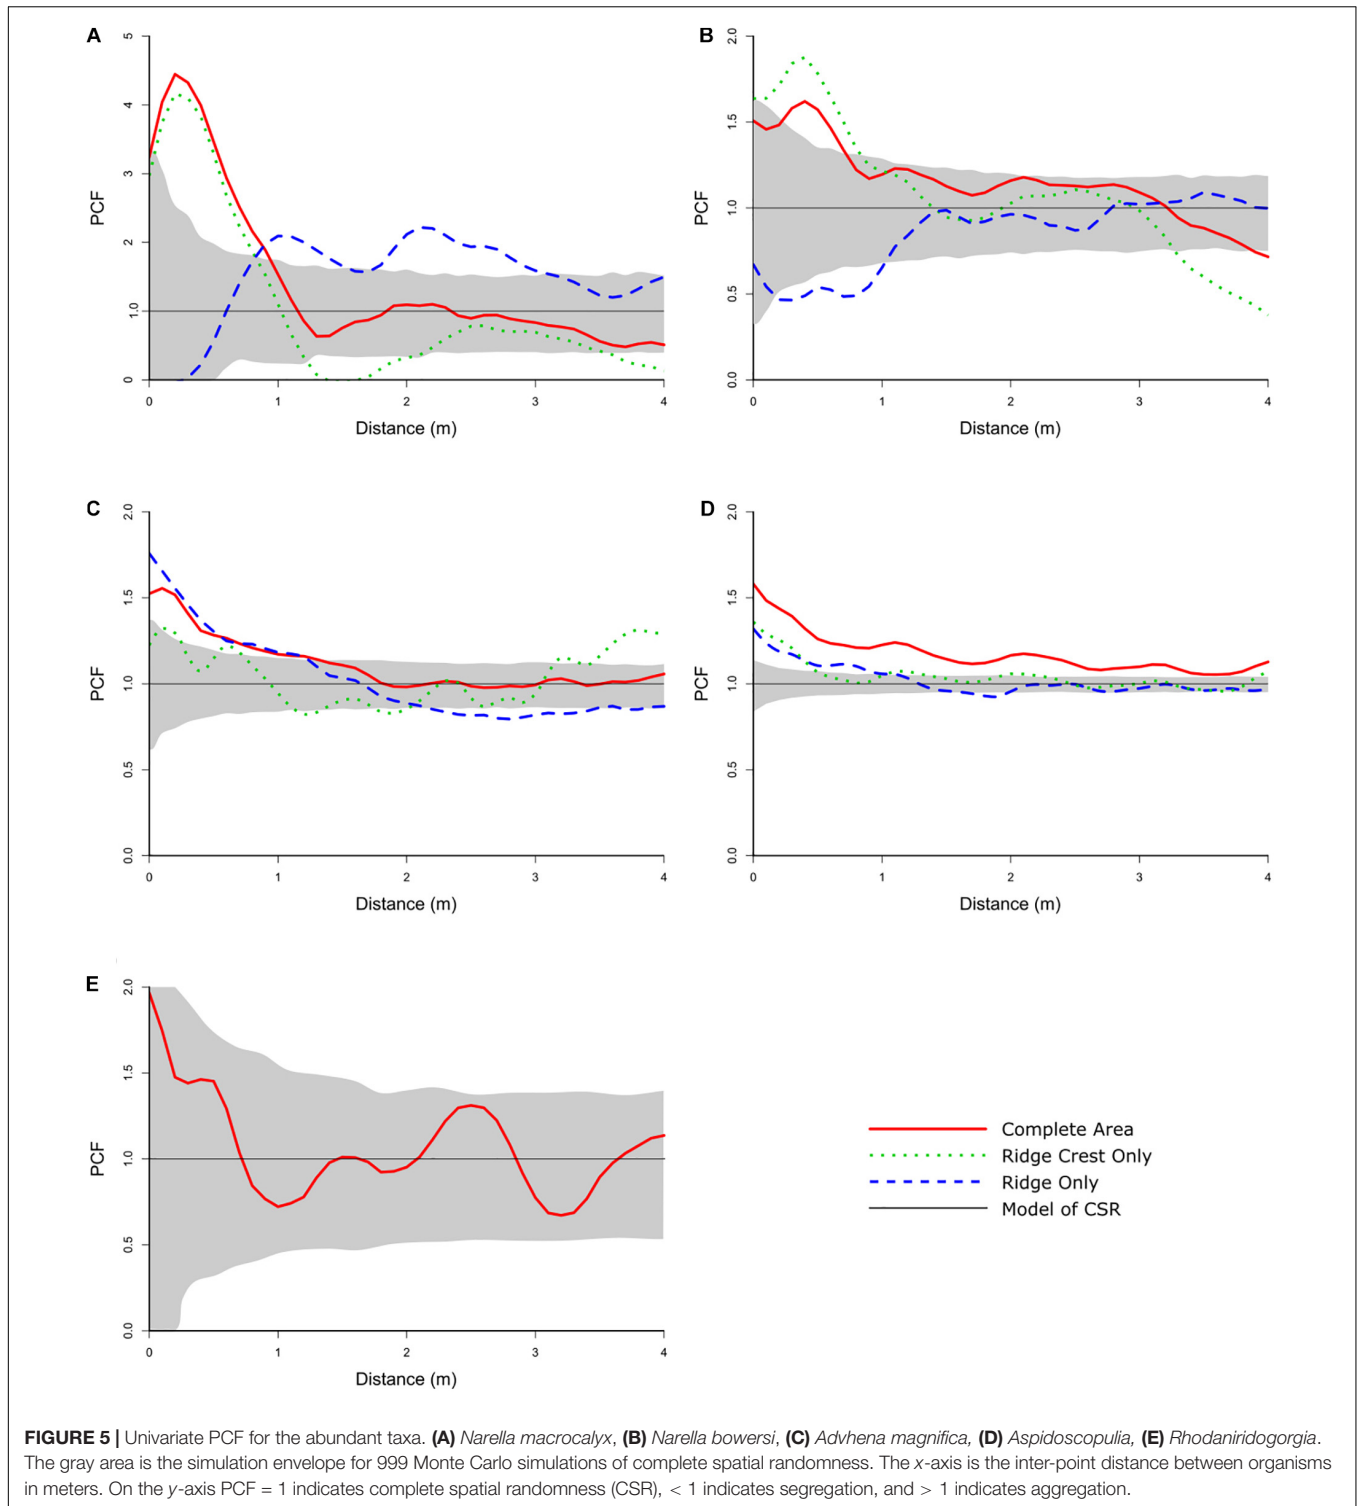 A
5
4
3
2
1.0
0
PCF
0 1 2 3 4
Distance (m)
B
2.0
1.5
1.0
0.5
0.0
PCF
0 1 2 3 4
Distance (m)
C
2.0
1.5
1.0
0.5
0.0
PCF
0 1 2 3 4
Distance (m)
D
2.0
1.5
1.0
0.5
0.0
PCF
0 1 2 3 4
Distance (m)
E
2.0
1.5
1.0
0.5
0.0
PCF
0 1 2 3 4
Distance (m)
Complete Area
Ridge Crest Only
Ridge Only
Model of CSR
FIGURE 5 | Univariate PCF for the abundant taxa. (A) Narella macrocalyx, (B) Narella bowersi, (C) Advhena magnifica, (D) Aspidoscopulia, (E) Rhodaniridogorgia.
The gray area is the simulation envelope for 999 Monte Carlo simulations of complete spatial randomness. The x-axis is the inter-point distance between organisms
in meters. On the y-axis PCF = 1 indicates complete spatial randomness (CSR), < 1 indicates segregation, and > 1 indicates aggregation.